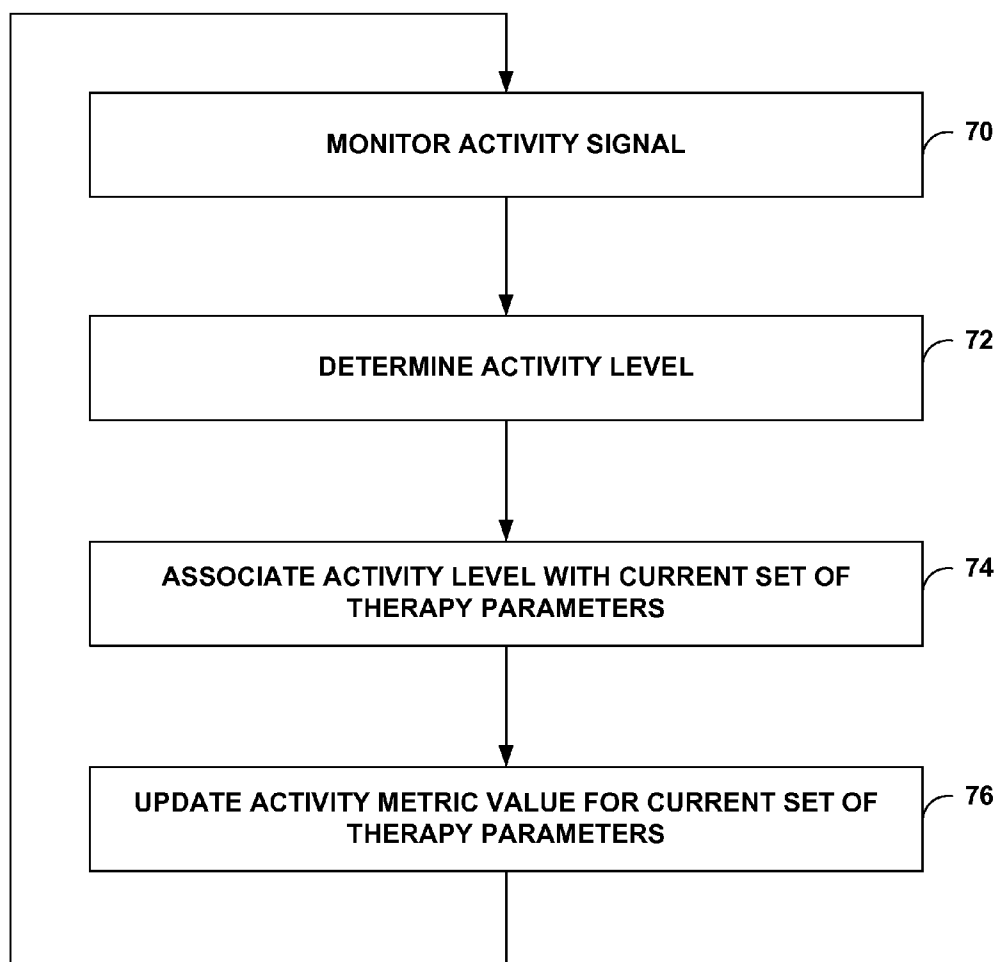 MONITOR ACTIVITY SIGNAL
70
DETERMINE ACTIVITY LEVEL
72
ASSOCIATE ACTIVITY LEVEL WITH CURRENT SET OF
THERAPY PARAMETERS
74
UPDATE ACTIVITY METRIC VALUE FOR CURRENT SET OF
THERAPY PARAMETERS
76